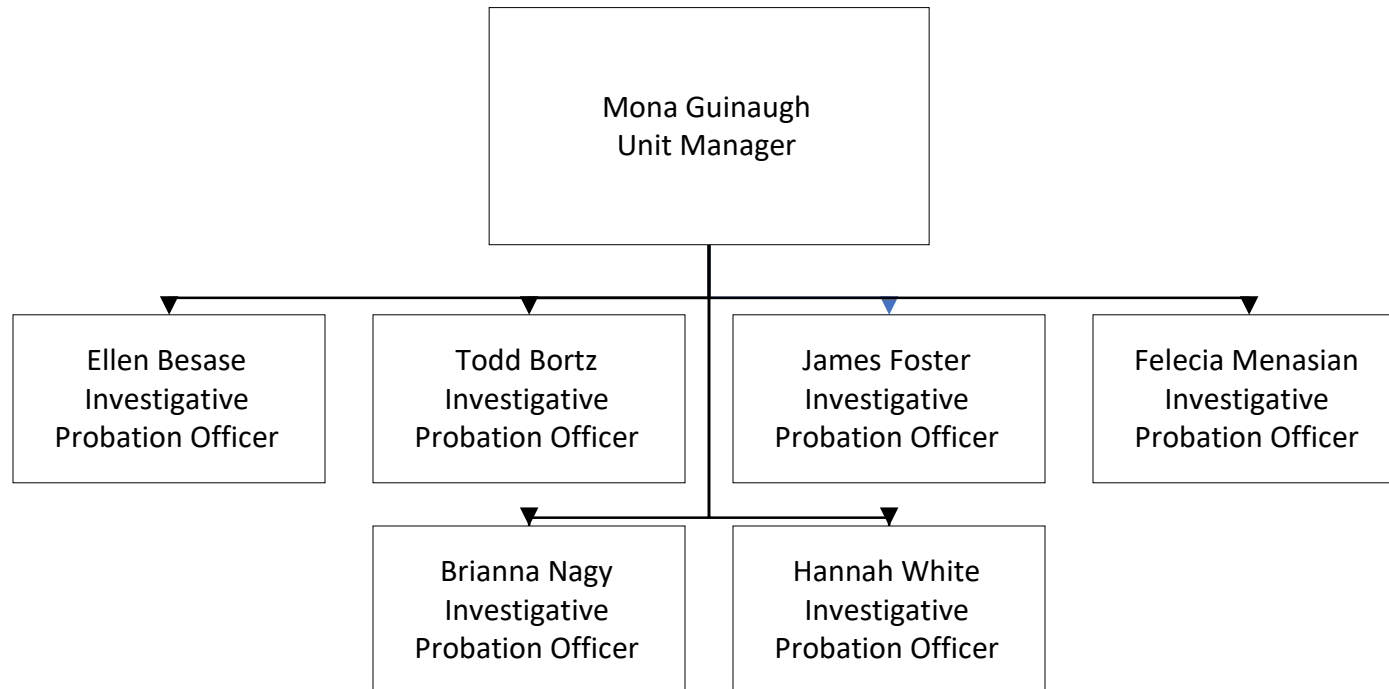 Mona Guinaugh
Unit Manager
Ellen Besase
Investigative
Probation Officer
Todd Bortz
Investigative
Probation Officer
James Foster
Investigative
Probation Officer
Felecia Menasian
Investigative
Probation Officer
Brianna Nagy
Investigative
Probation Officer
Hannah White
Investigative
Probation Officer